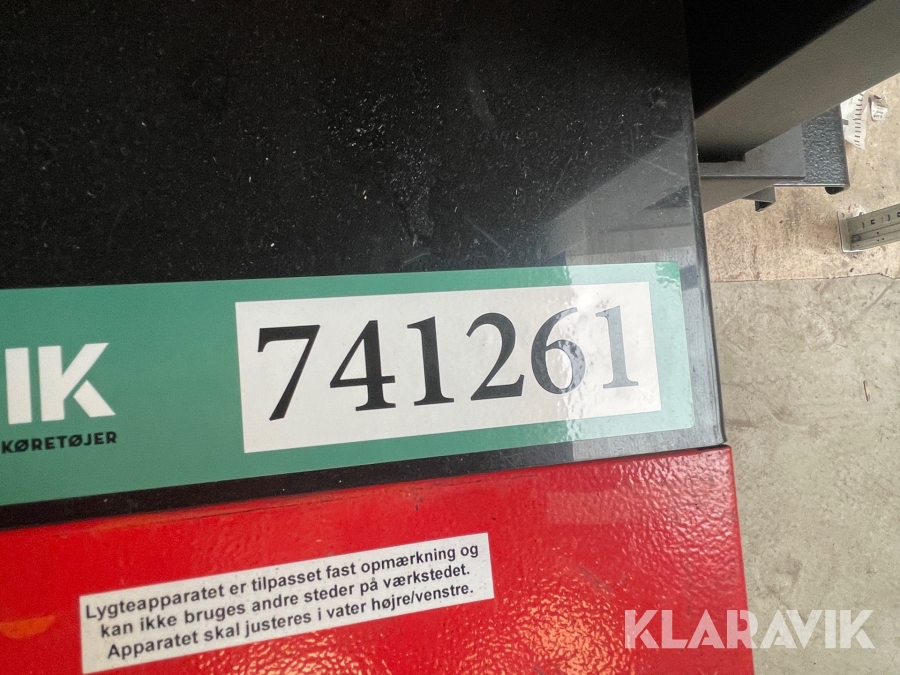 741261
IK
KØRETØJER
Lygteapparatet er tilpasset fast opmærkning og
kan ikke bruges andre steder på værkstedet.
Apparatet skal justeres i vater højre/venstre.
KLARAVIK